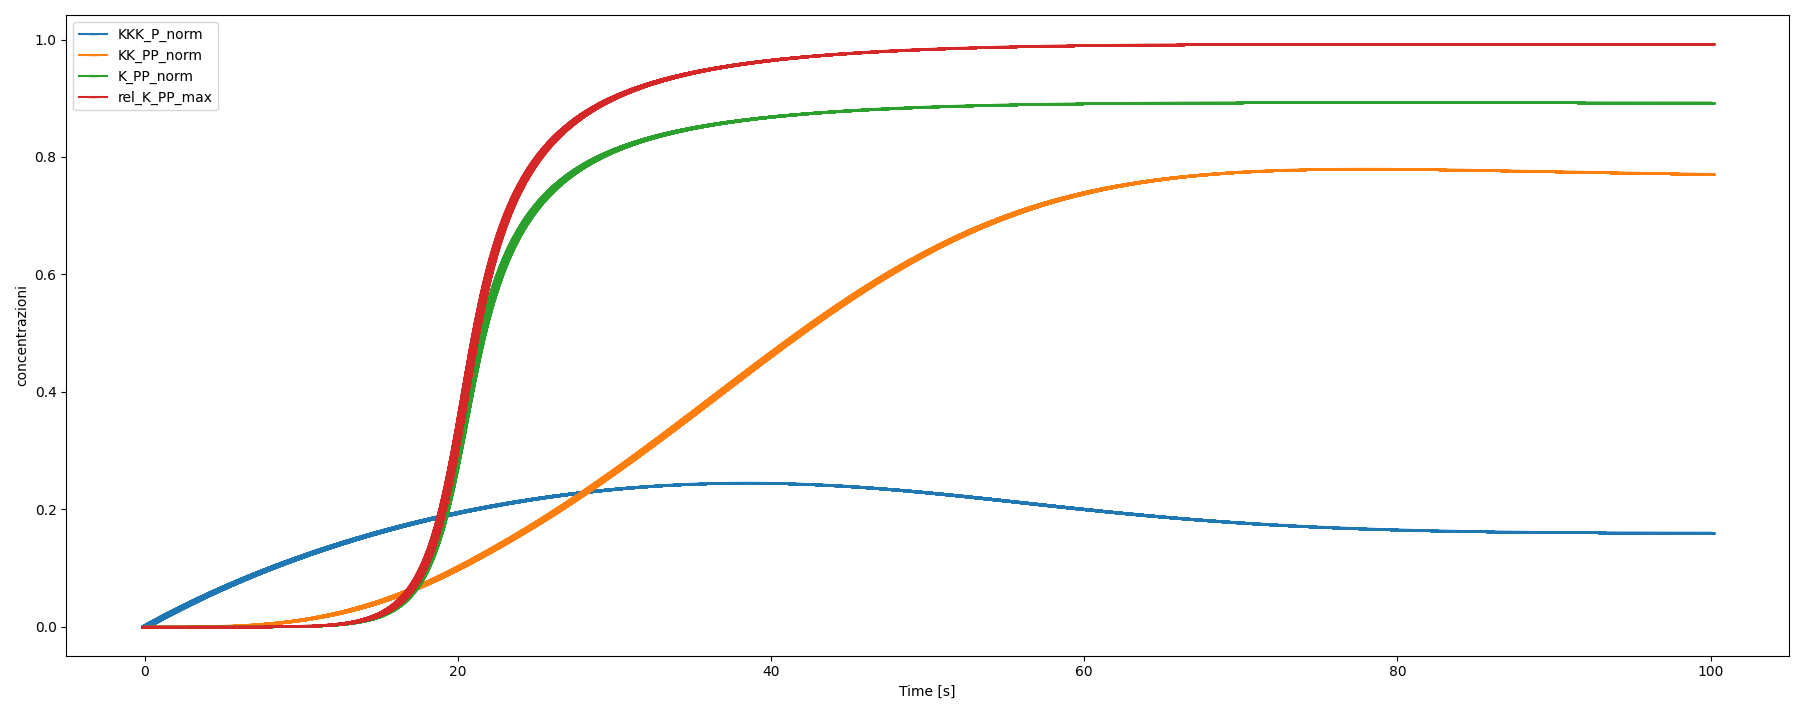 KKK_P_norm
KK_PP_norm
K_PP_norm
rel_K_PP_max
1.0
0.8
0.6
0.4
0.2
0.0
concentrazioni
0 20 40 60 80 100
Time [s]